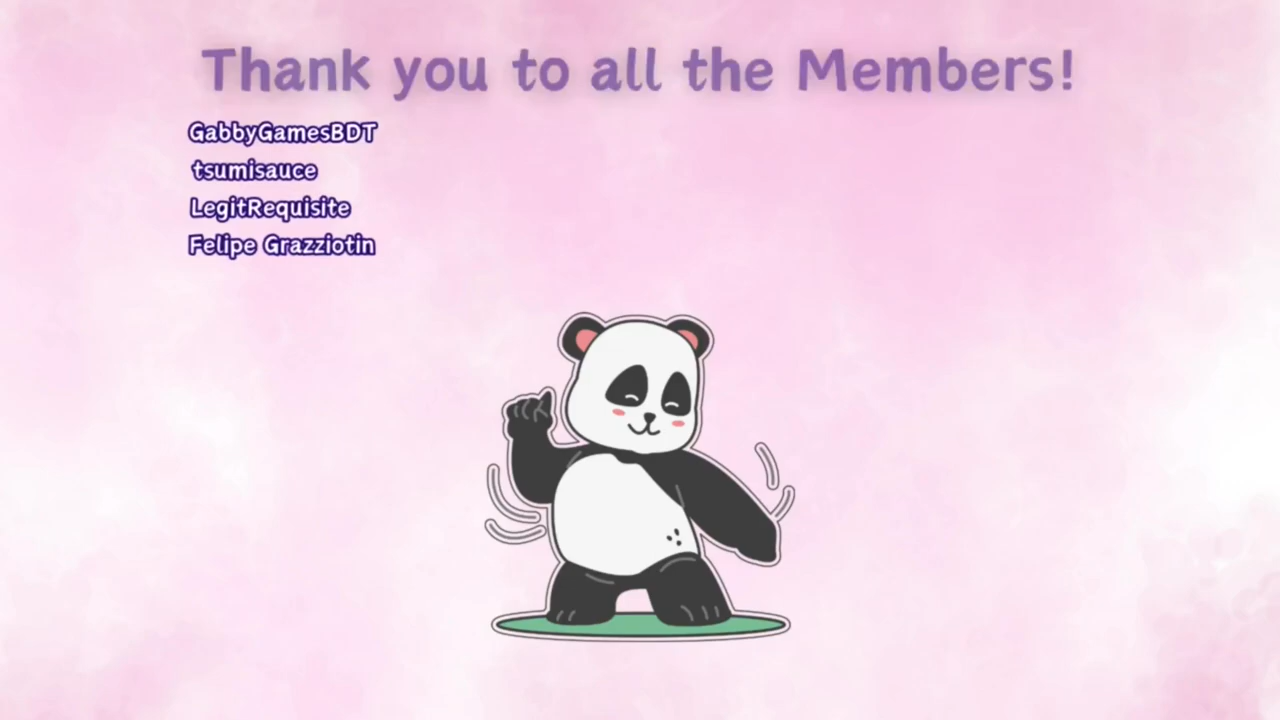 Thank you to all the Members!
GabbyGamesBDT
tsumisauce
LegitRequisite
Felipe Grazziotin